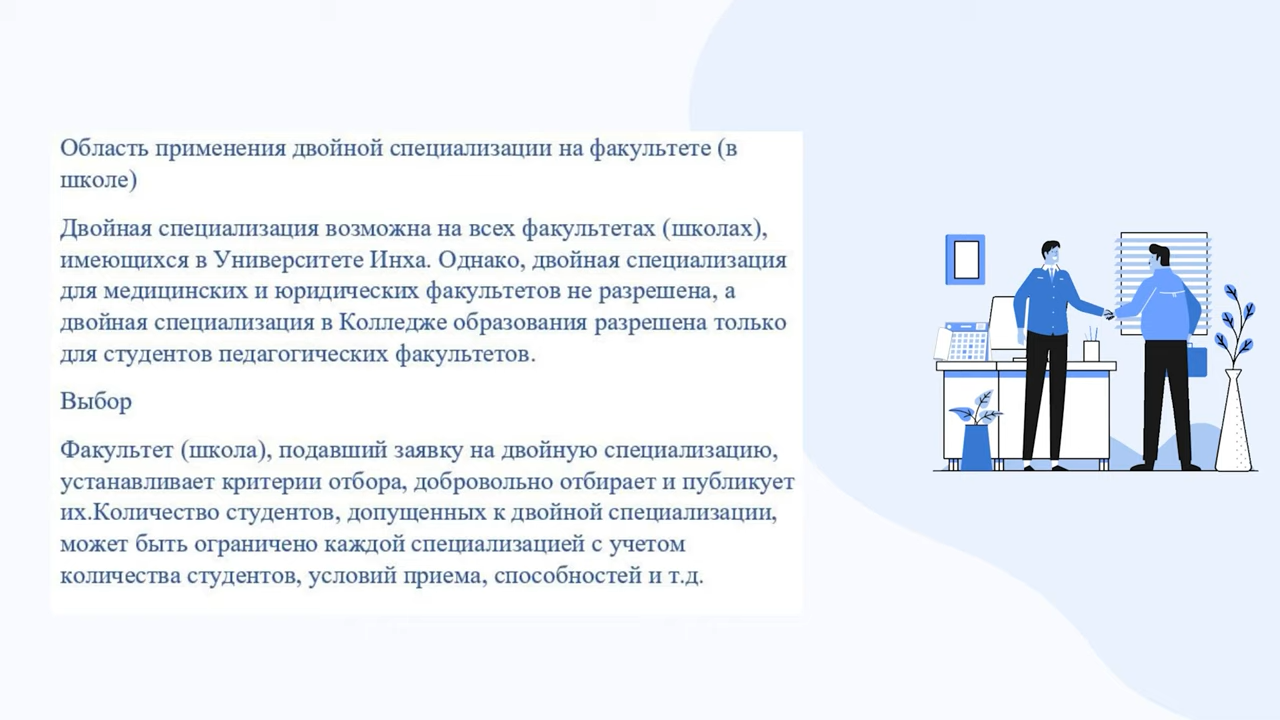 Область применения двойной специализации на факультете (в
школе)
Двойная специализация возможна на всех факультетах (школах),
имеющихся в Университете Инха. Однако, двойная специализация
для медицинских и юридических факультетов не разрешена, а
двойная специализация в Колледже образования разрешена только
для студентов педагогических факультетов.
Выбор
Факультет (школа), подавший заявку на двойную специализацию,
устанавливает критерии отбора, добровольно отбирает и публикует
их.Количество студентов, допущенных к двойной специализации,
может быть ограничено каждой специализацией с учетом
количества студентов, условий приема, способностей и т.д.